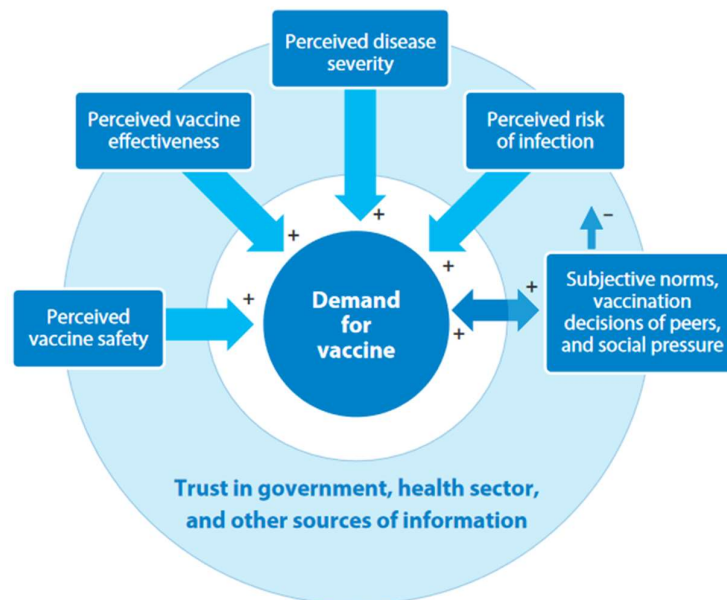 Perceived disease
severity
Perceived vaccine
effectiveness
Perceived risk
of infection
+
+
+
+
–
Perceived
vaccine safety
Demand
for
vaccine
+
+
Subjective norms,
vaccination
decisions of peers,
and social pressure
Trust in government, health sector,
and other sources of information